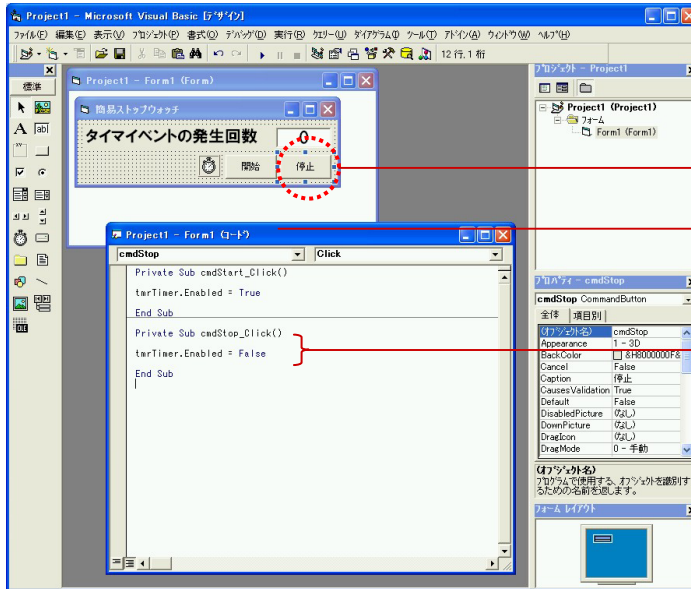 Project1 - Microsoft Visual Basic [ﾃﾞｻﾞｲﾝ]
ﾌｧｲﾙ(F) 編集(E) 表示(V) ﾌﾟﾛｼﾞｪｸﾄ(P) 書式(O) ﾃﾞﾊﾞｯｸﾞ(D) 実行(R) ｸｴﾘｰ(U) ﾀﾞｲｱｸﾞﾗﾑ(I) ﾂｰﾙ(T) ｱﾄﾞｲﾝ(A) ｳｨﾝﾄﾞｳ(W) ﾍﾙﾌﾟ(H)
12 行, 1 桁
標準
Project1 - Form1 (Form)
簡易ストップウォッチ
タイマイベントの発生回数
0
開始
停止
Project1 - Form1 (ｺｰﾄﾞ)
cmdStop
Click
Private Sub cmdStart_Click()
tmrTimer.Enabled = True
End Sub
Private Sub cmdStop_Click()
tmrTimer.Enabled = False
End Sub
ﾌﾟﾛｼﾞｪｸﾄ - Project1
Project1 (Project1)
ﾌｫｰﾑ
Form1 (Form1)
ﾌﾟﾛﾊﾟﾃｨ - cmdStop
cmdStop CommandButton
全体 項目別
(ｵﾌﾞｼﾞｪｸﾄ名) cmdStop
Appearance 1 - 3D
BackColor &H8000000F&
Cancel False
Caption 停止
CausesValidation True
Default False
DisabledPicture (なし)
DownPicture (なし)
DragIcon (なし)
DragMode 0 - 手動
(ｵﾌﾞｼﾞｪｸﾄ名)
ﾌﾟﾛｸﾞﾗﾑで使用する、ｵﾌﾞｼﾞｪｸﾄを識別す
るための名前を返します。
ﾌｫｰﾑ ﾚｲｱｳﾄ